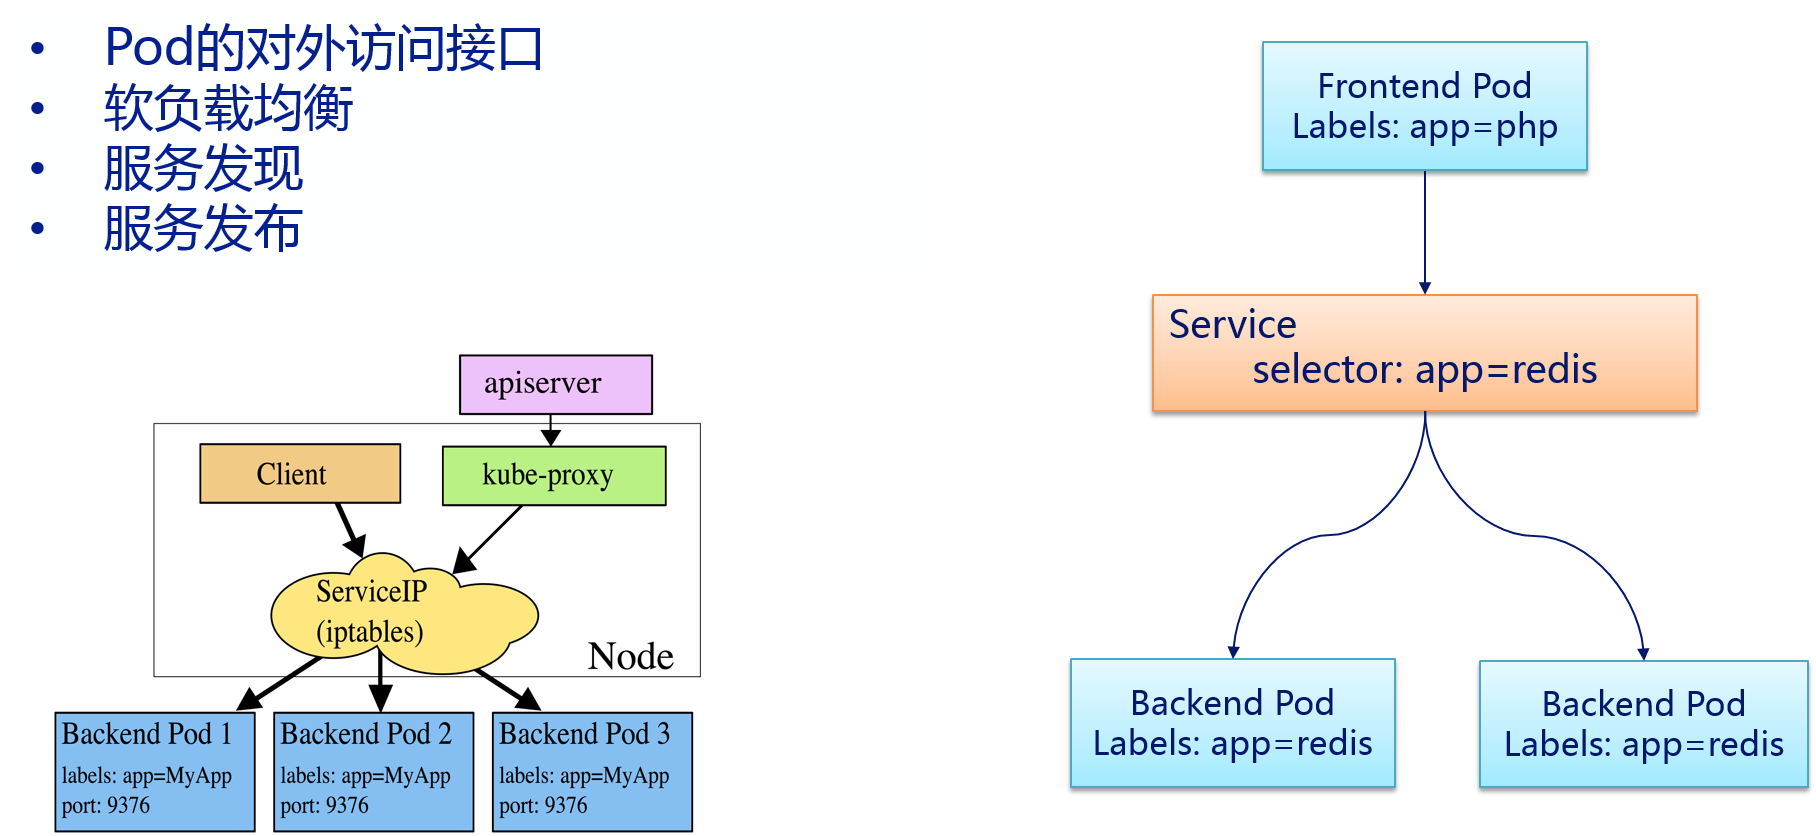 • Pod的对外访问接口
• 软负载均衡
• 服务发现
• 服务发布
apiserver
Client
kube-proxy
ServiceIP
(iptables)
Node
Backend Pod 1
labels: app=MyApp
port: 9376
Backend Pod 2
labels: app=MyApp
port: 9376
Backend Pod 3
labels: app=MyApp
port: 9376
Frontend Pod
Labels: app=php
Service
selector: app=redis
Backend Pod
Labels: app=redis
Backend Pod
Labels: app=redis